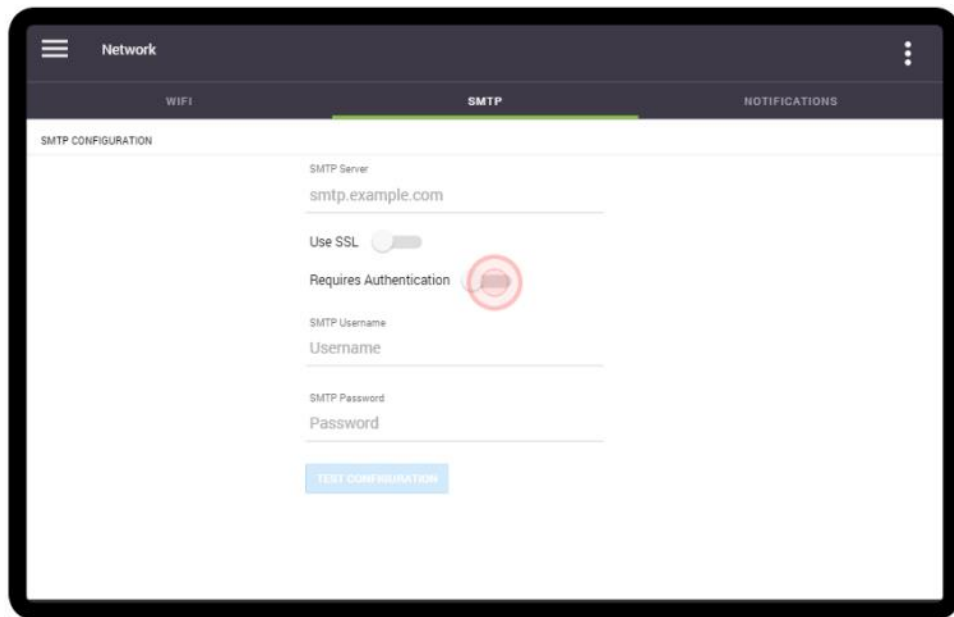 Network
WIFI SMTP NOTIFICATIONS
SMTP CONFIGURATION
SMTP Server
smtp.example.com
Use SSL
Requires Authentication
SMTP Username
Username
SMTP Password
Password
TEST CONFIGURATION